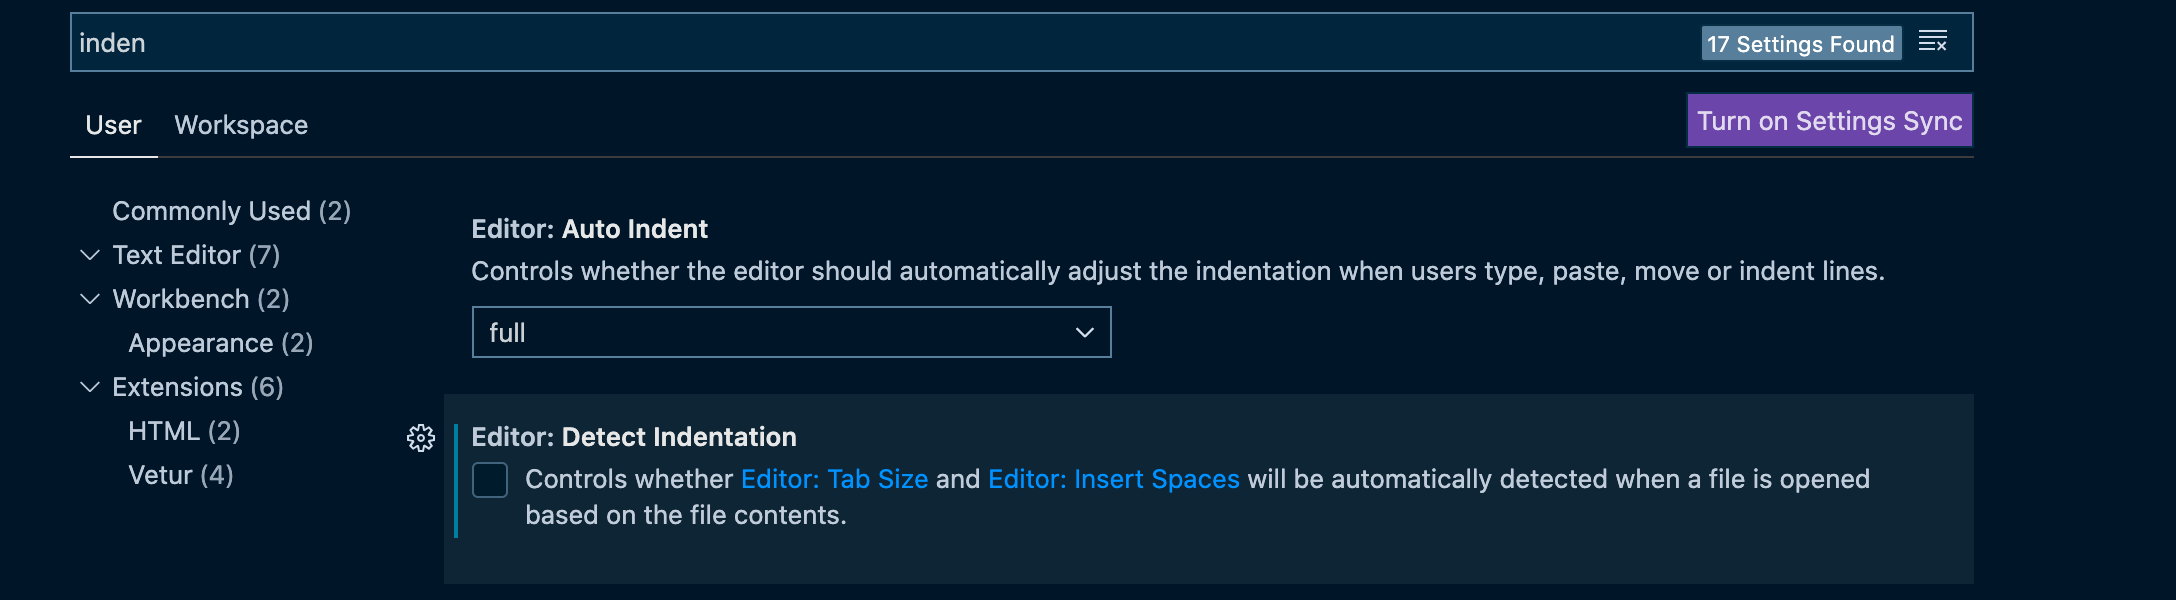 inden
17 Settings Found
User
Workspace
Turn on Settings Sync
Commonly Used (2)
Text Editor (7)
Workbench (2)
Appearance (2)
Extensions (6)
HTML (2)
Vetur (4)
Editor: Auto Indent
Controls whether the editor should automatically adjust the indentation when users type, paste, move or indent lines.
full
Editor: Detect Indentation
Controls whether Editor: Tab Size and Editor: Insert Spaces will be automatically detected when a file is opened
based on the file contents.